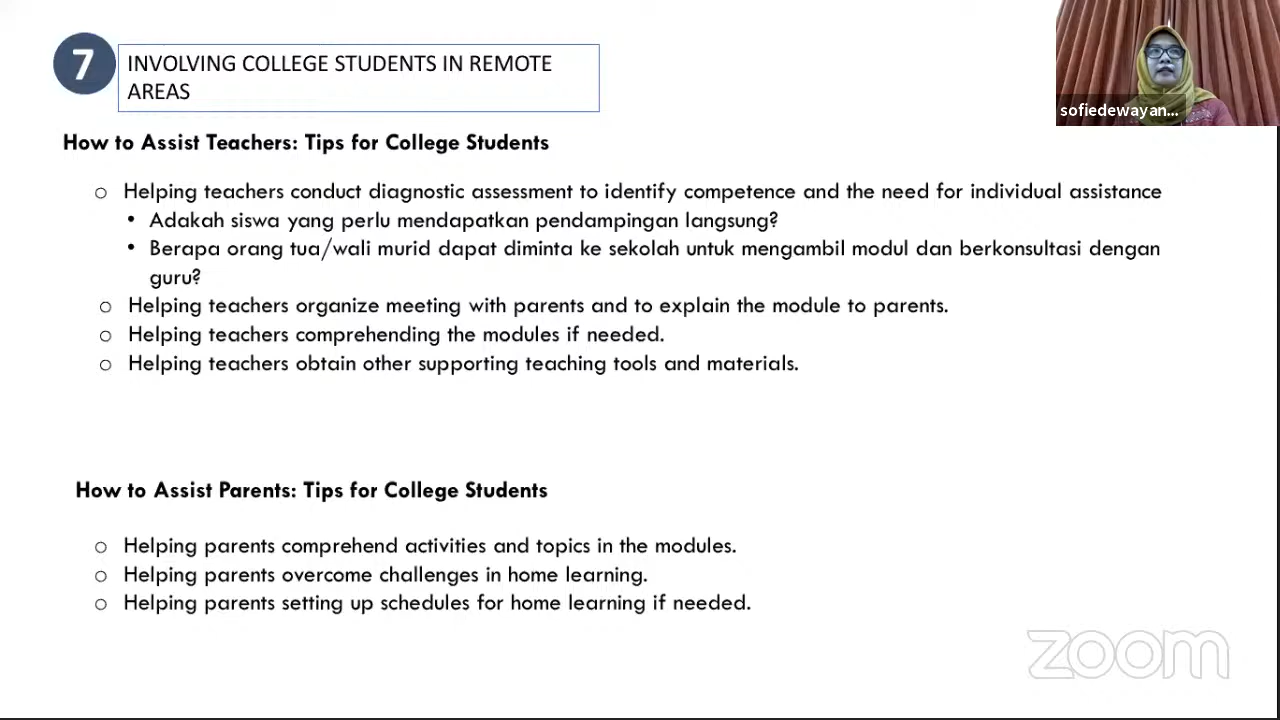 7
INVOLVING COLLEGE STUDENTS IN REMOTE
AREAS
sofiedewayan...
How to Assist Teachers: Tips for College Students
○ Helping teachers conduct diagnostic assessment to identify competence and the need for individual assistance
• Adakah siswa yang perlu mendapatkan pendampingan langsung?
• Berapa orang tua/wali murid dapat diminta ke sekolah untuk mengambil modul dan berkonsultasi dengan
guru?
○ Helping teachers organize meeting with parents and to explain the module to parents.
○ Helping teachers comprehending the modules if needed.
○ Helping teachers obtain other supporting teaching tools and materials.
How to Assist Parents: Tips for College Students
○ Helping parents comprehend activities and topics in the modules.
○ Helping parents overcome challenges in home learning.
○ Helping parents setting up schedules for home learning if needed.
zoom